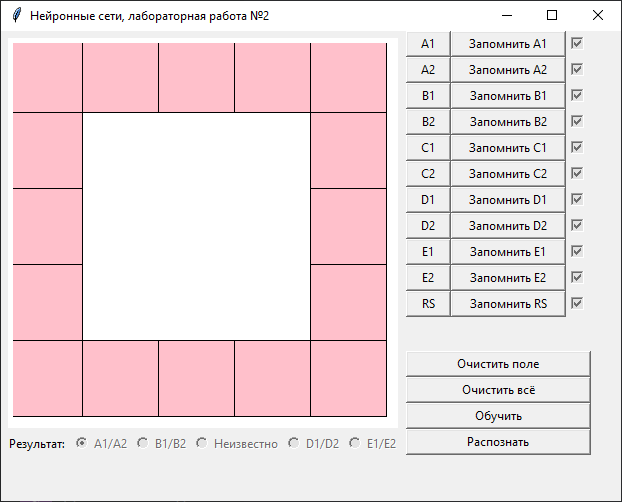 Нейронные сети, лабораторная работа №2
A1 Запомнить A1
A2 Запомнить A2
B1 Запомнить B1
B2 Запомнить B2
C1 Запомнить C1
C2 Запомнить C2
D1 Запомнить D1
D2 Запомнить D2
E1 Запомнить E1
E2 Запомнить E2
RS Запомнить RS
Очистить поле
Очистить всё
Обучить
Распознать
Результат: A1/A2 B1/B2 Неизвестно D1/D2 E1/E2